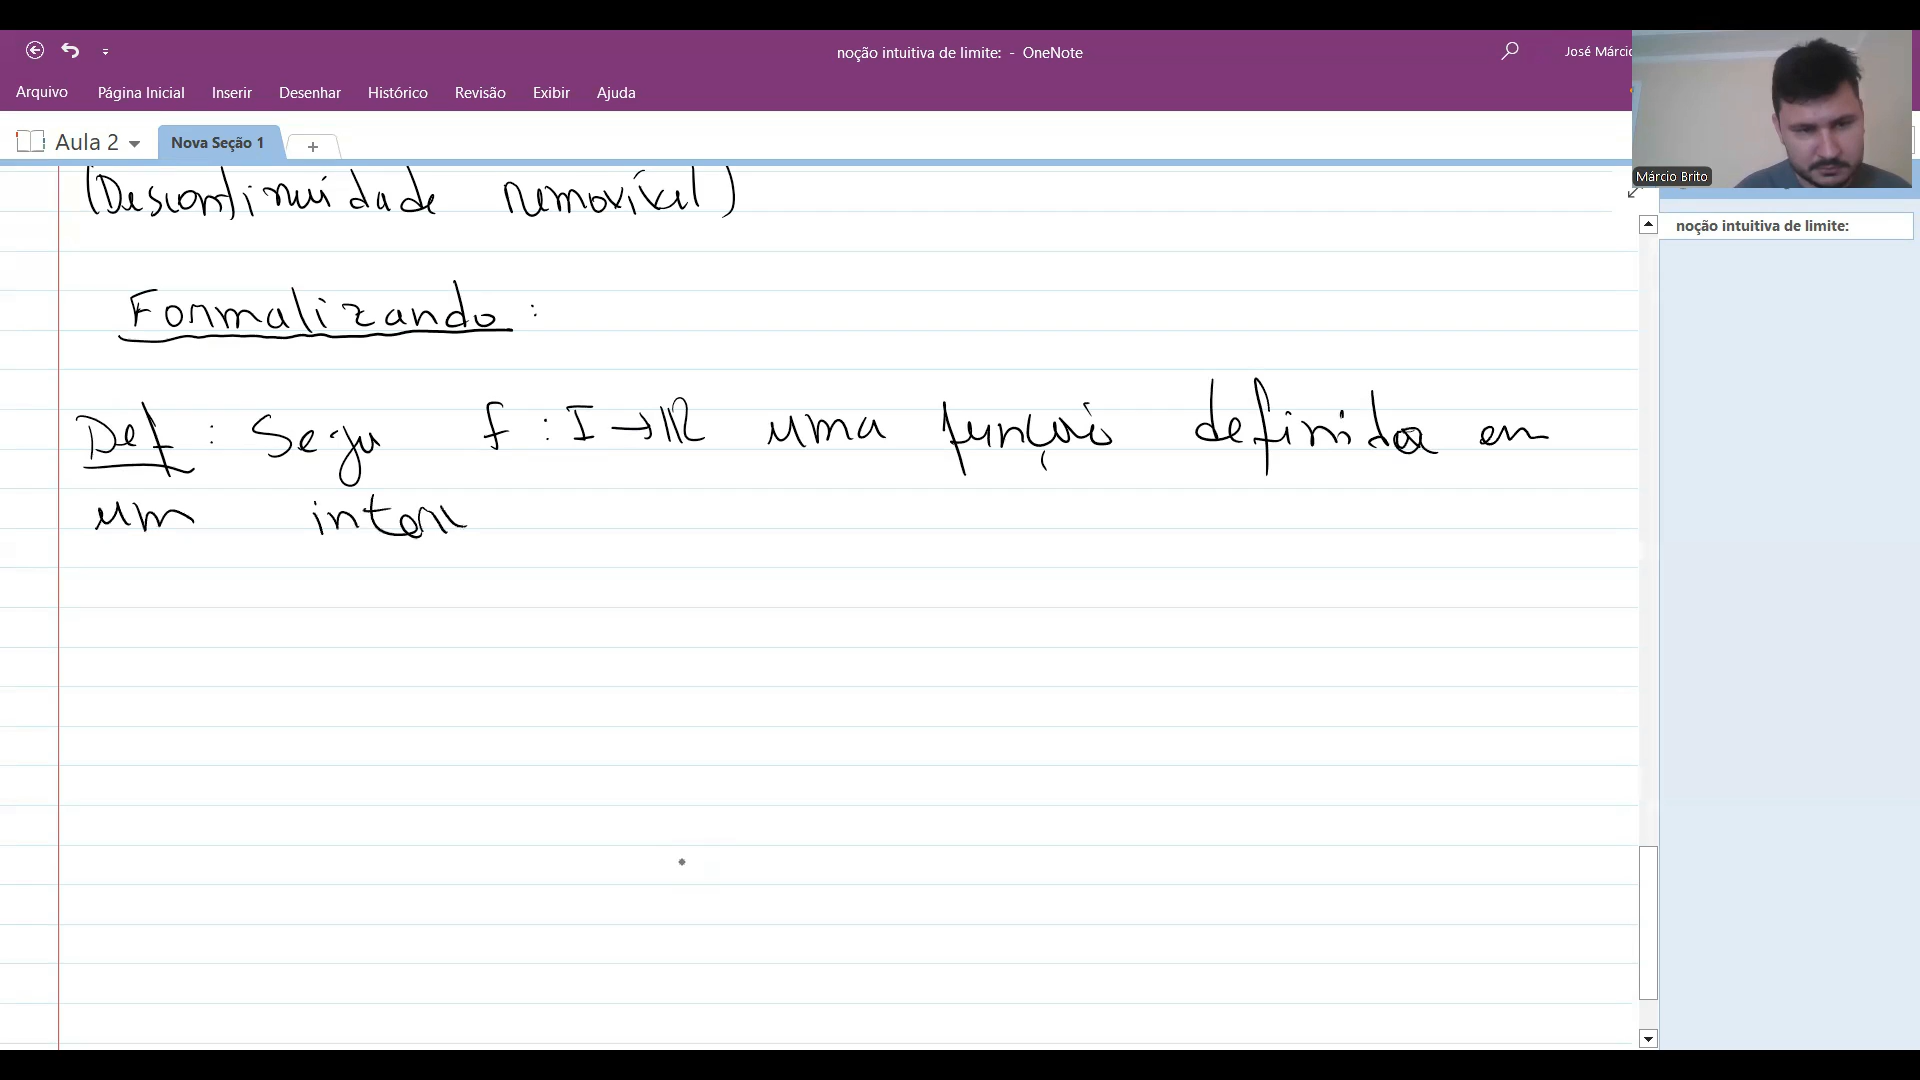 noção intuitiva de limite: - OneNote
José Márcio
Arquivo Página Inicial Inserir Desenhar Histórico Revisão Exibir Ajuda
Aula 2 Nova Seção 1 +
Márcio Brito
noção intuitiva de limite:
(Descontinuidade removível)
Formalizando:
Def: Seja f: I → ℝ uma função definida em
um interv